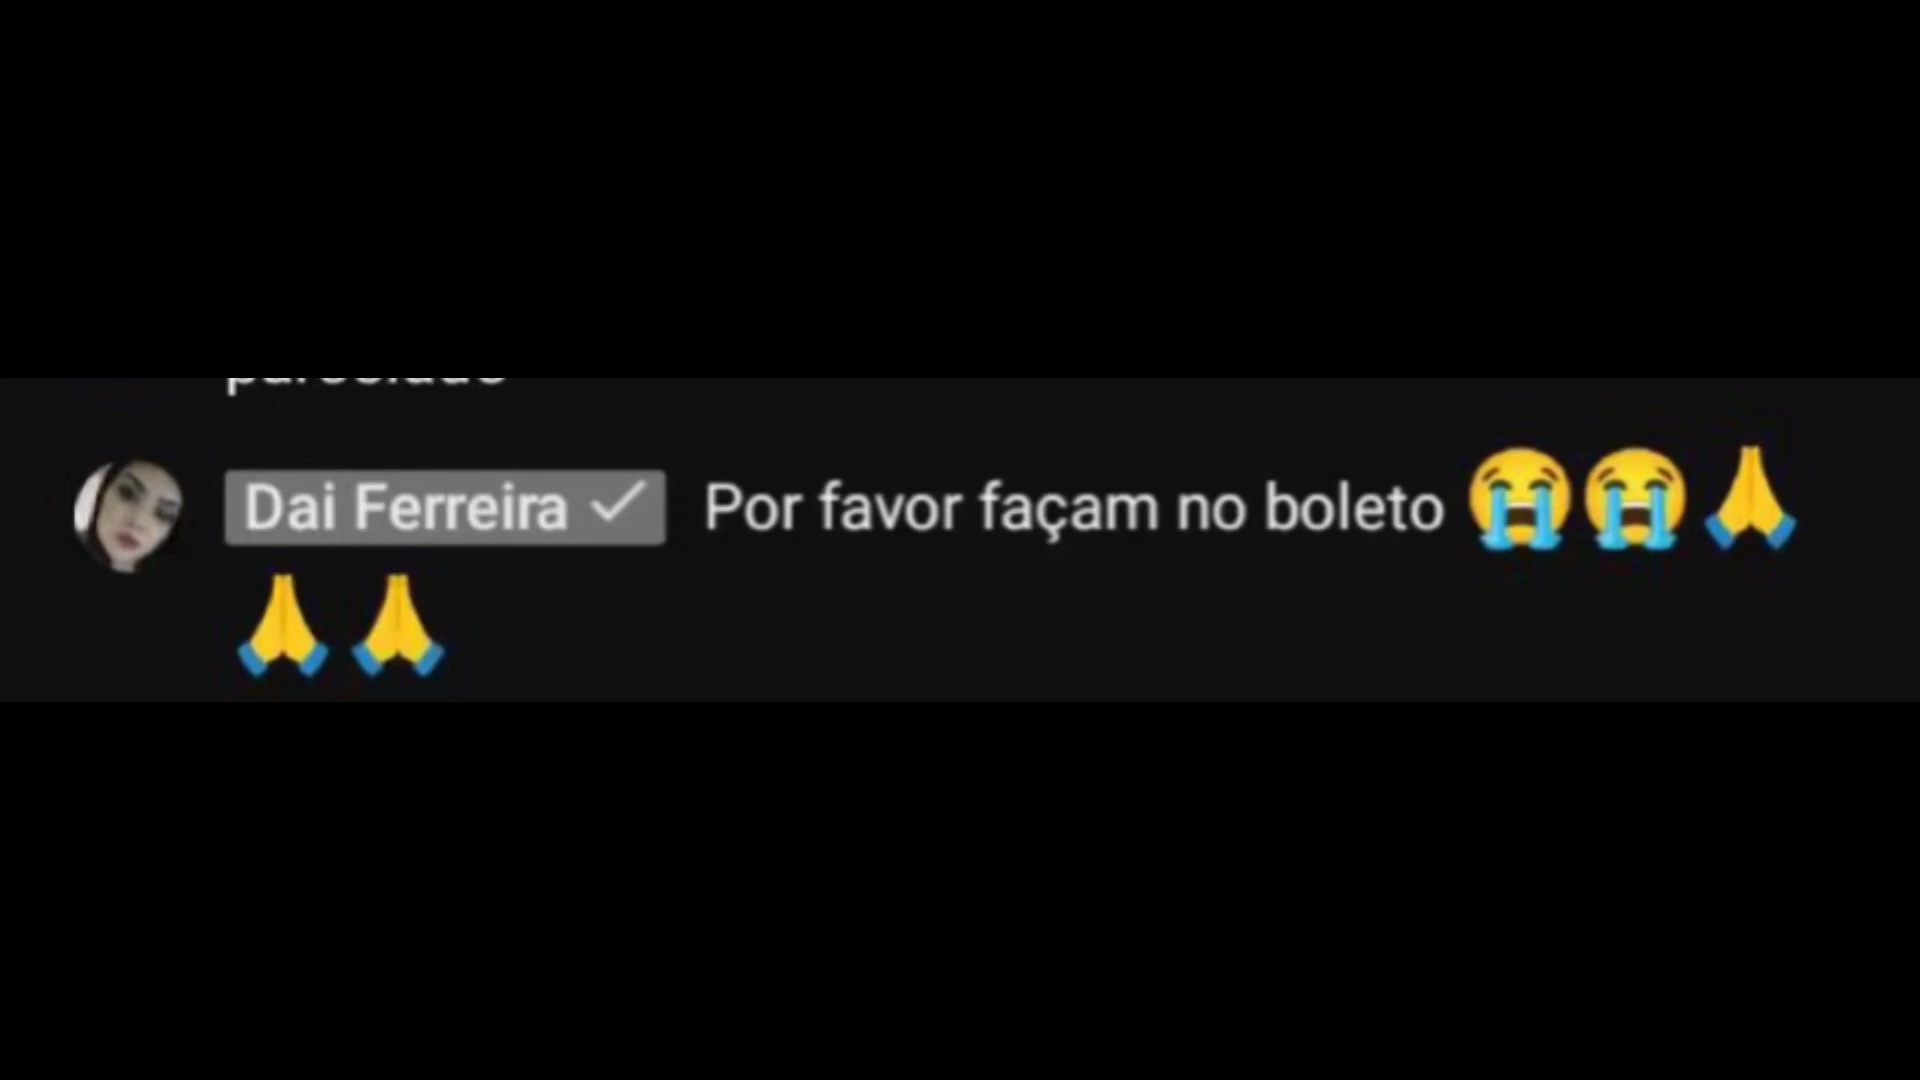 Dai Ferreira ✓ Por favor façam no boleto 😭😭🙏
🙏🙏